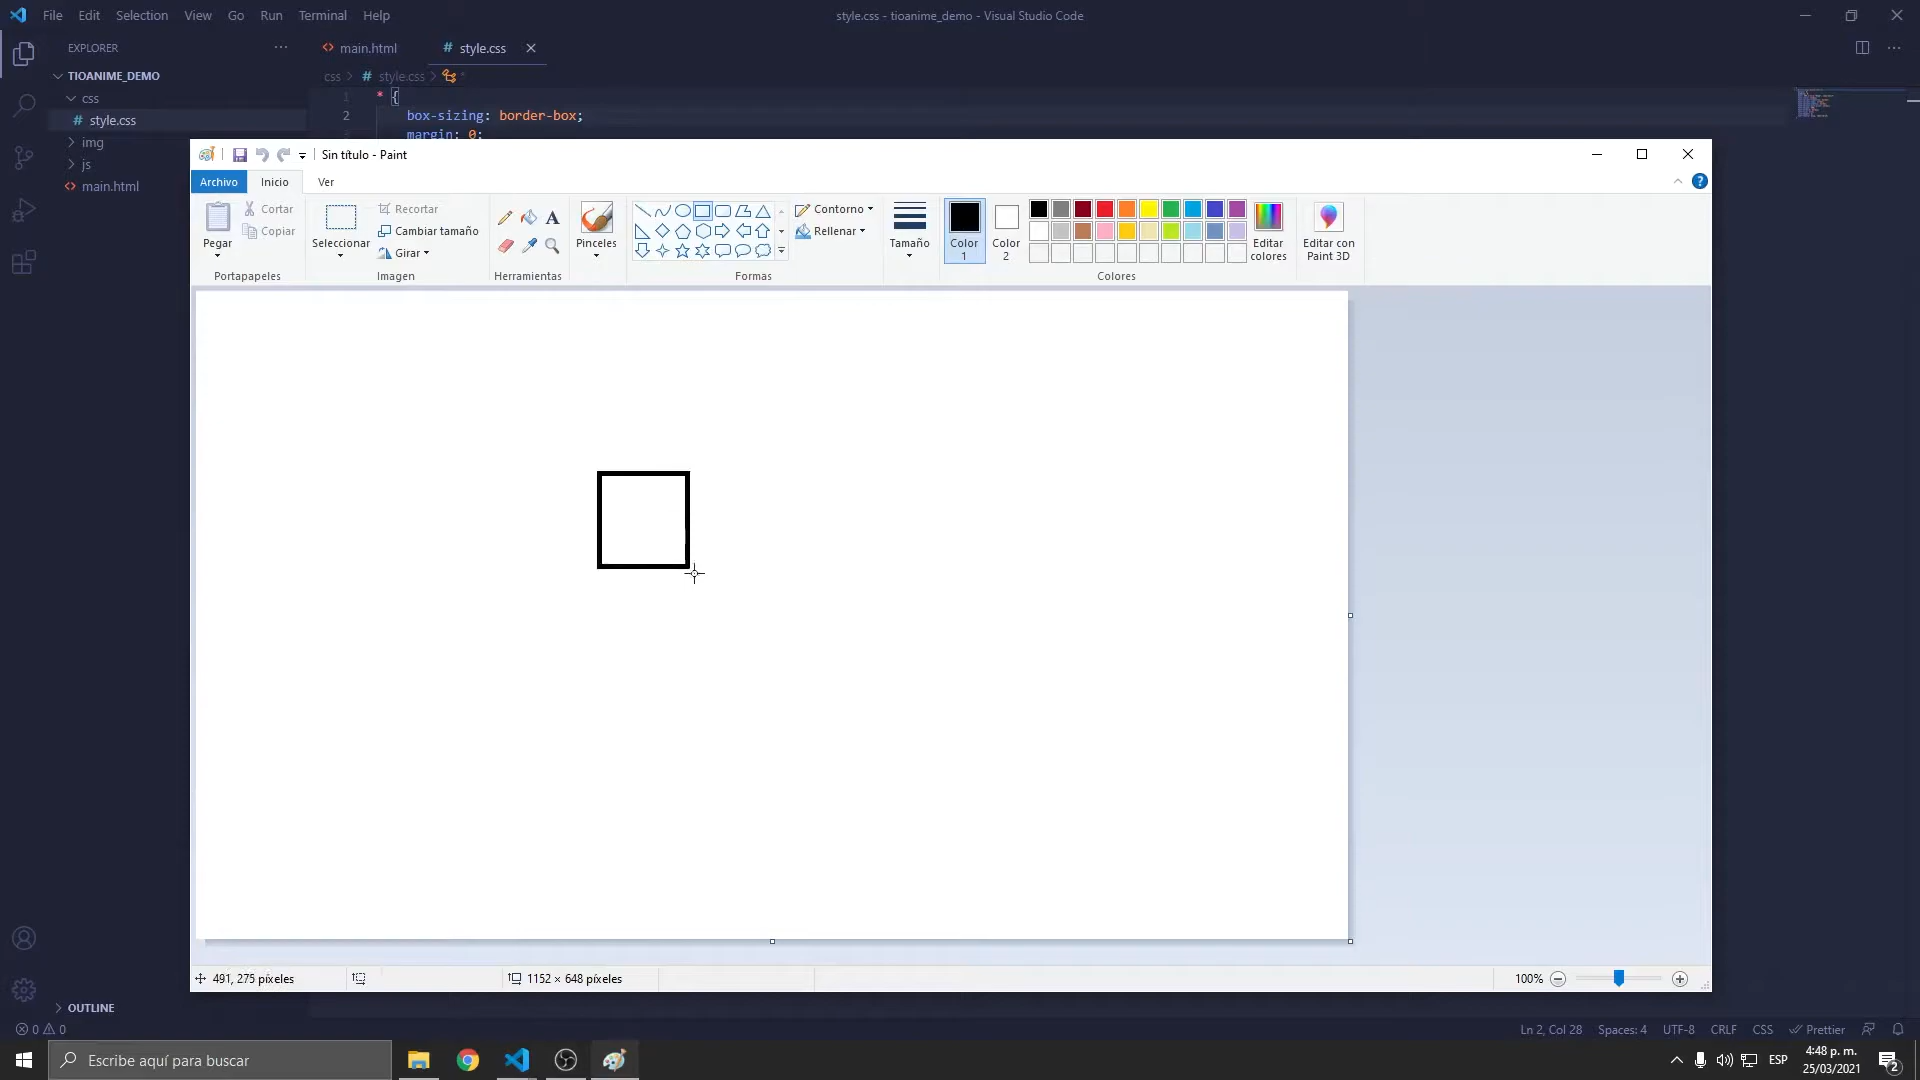 File Edit Selection View Go Run Terminal Help
style.css - tioanime_demo - Visual Studio Code
EXPLORER
main.html
style.css
TIOANIME_DEMO
css > style.css >
css
1 * {
style.css
2 box-sizing: border-box;
3 margin: 0;
img
js
main.html
Sin título - Paint
Archivo Inicio Ver
Pegar
Cortar
Copiar
Portapapeles
Seleccionar
Recortar
Cambiar tamaño
Girar
Imagen
A
Herramientas
Pinceles
Contorno
Rellenar
Formas
Tamaño
Color
1
Color
2
Editar
colores
Colores
Editar con
Paint 3D
491, 275 píxeles
1152 × 648 píxeles
100%
OUTLINE
0 0
Ln 2, Col 28 Spaces: 4 UTF-8 CRLF CSS Prettier
Escribe aquí para buscar
ESP
4:48 p. m.
25/03/2021
2